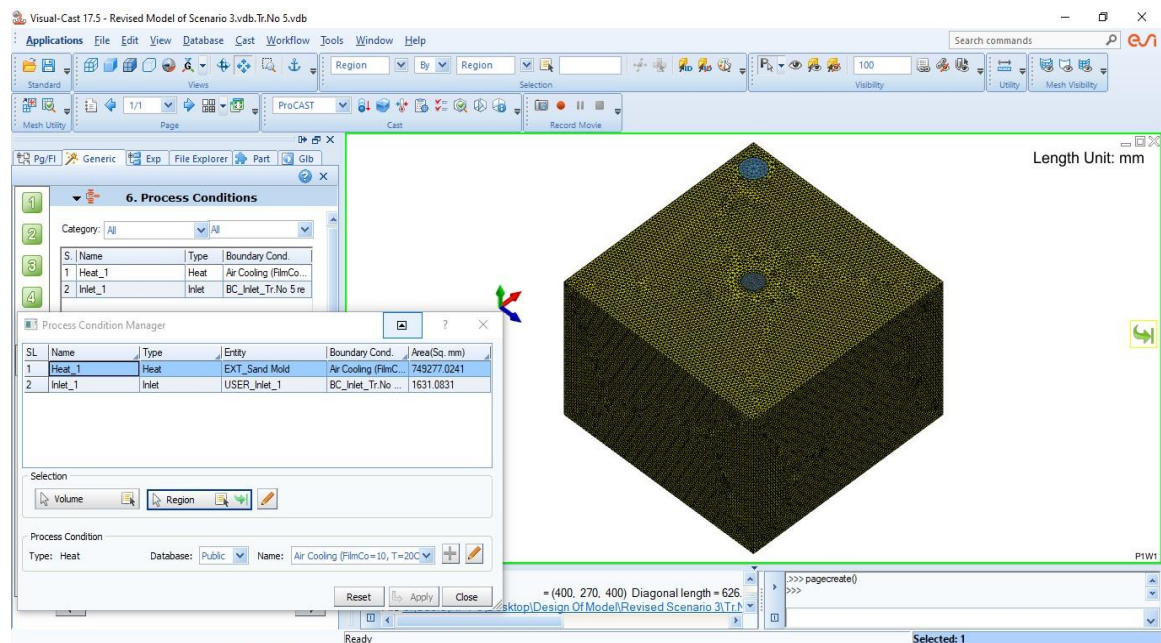 Visual-Cast 17.5 - Revised Model of Scenario 3.vdb.Tr.No 5.vdb
Applications File Edit View Database Cast Workflow Tools Window Help
Search commands
esi
Region By Region
100
Standard Views Selection Visibility Utility Mesh Visibility
1/1 ProCAST
Mesh Utility Page Cast Record Movie
Pg/Fl Generic Exp File Explorer Part Glb
Length Unit: mm
6. Process Conditions
1
2
3
4
Category: All All
S. Name Type Boundary Cond.
1 Heat_1 Heat Air Cooling (FilmCo...
2 Inlet_1 Inlet BC_Inlet_Tr.No 5 re
Process Condition Manager ? X
SL Name Type Entity Boundary Cond. Area(Sq. mm)
1 Heat_1 Heat EXT_Sand Mold Air Cooling (FilmC... 749277.0241
2 Inlet_1 Inlet USER_Inlet_1 BC_Inlet_Tr.No ... 1631.0831
Selection
Volume Region
Process Condition
Type: Heat Database: Public Name: Air Cooling (FilmCo=10, T=20C
P1W1
Reset Apply Close
= (400, 270, 400) Diagonal length = 626.
sktop\Design Of Model\Revised Scenario 3\Tr.N
.>>> pagecreate()
>>>
Ready Selected: 1